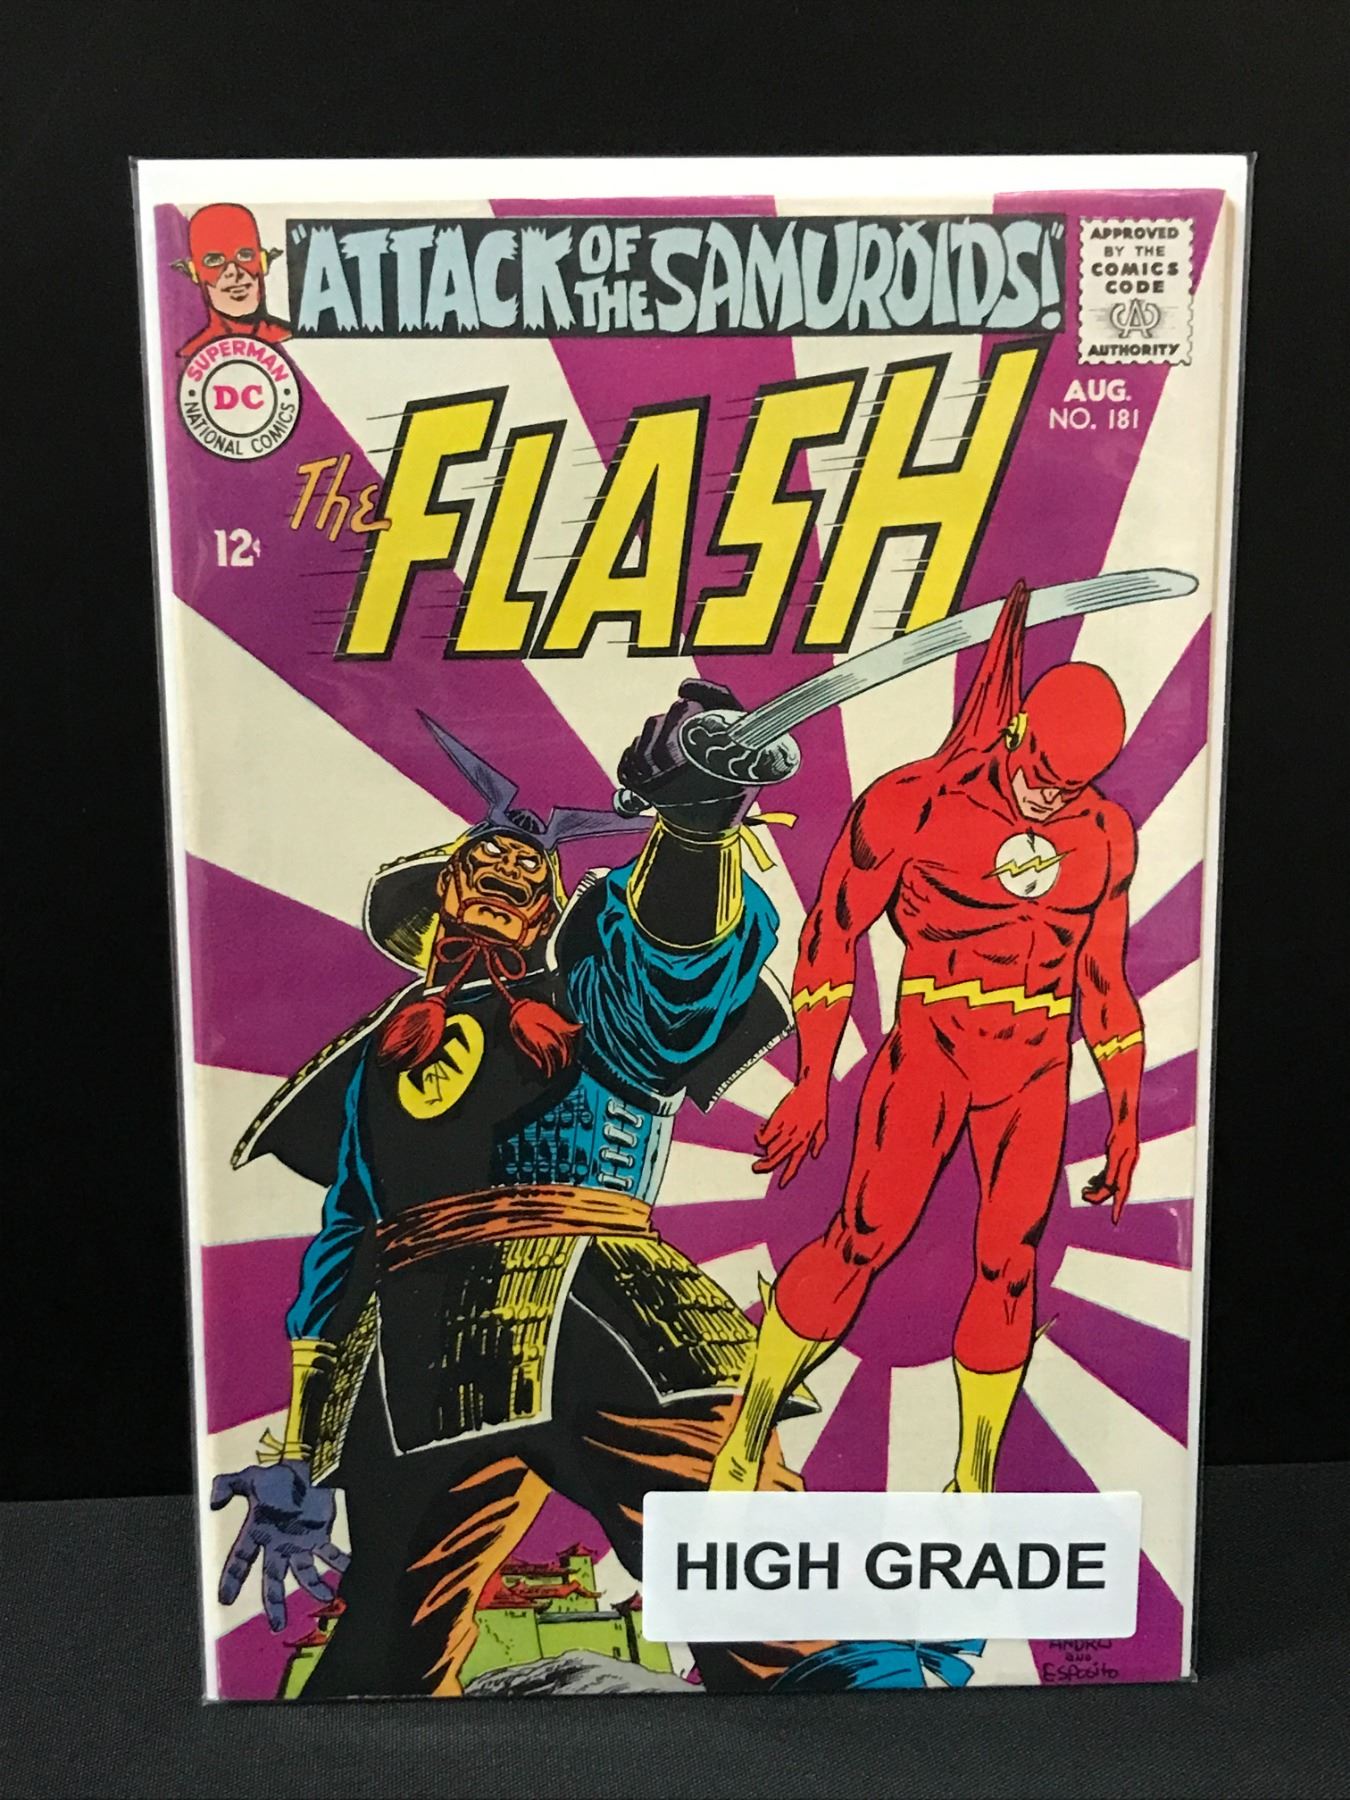 "ATTACK OF THE SAMUROIDS!"
APPROVED
BY THE
COMICS
CODE
CA
AUTHORITY
SUPERMAN
DC
NATIONAL COMICS
AUG.
NO. 181
The
FLASH
12¢
HIGH GRADE
ANDRU
AND
ESPOSITO